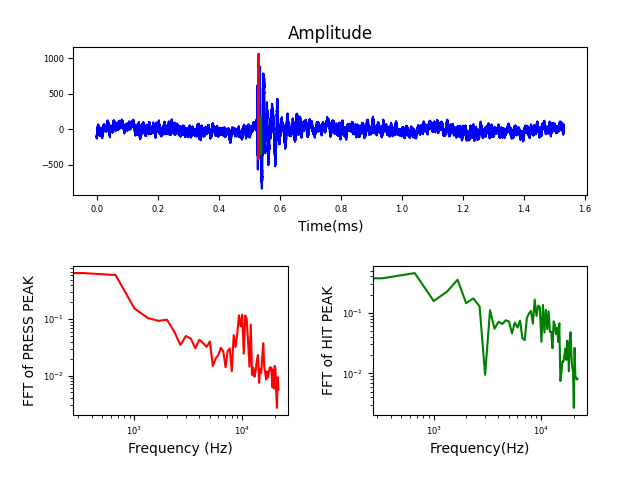 Amplitude
1000
500
0
−500
0.0 0.2 0.4 0.6 0.8 1.0 1.2 1.4 1.6
Time(ms)
FFT of PRESS PEAK
10⁻¹
10⁻²
10³ 10⁴
Frequency (Hz)
FFT of HIT PEAK
10⁻¹
10⁻²
10³ 10⁴
Frequency(Hz)